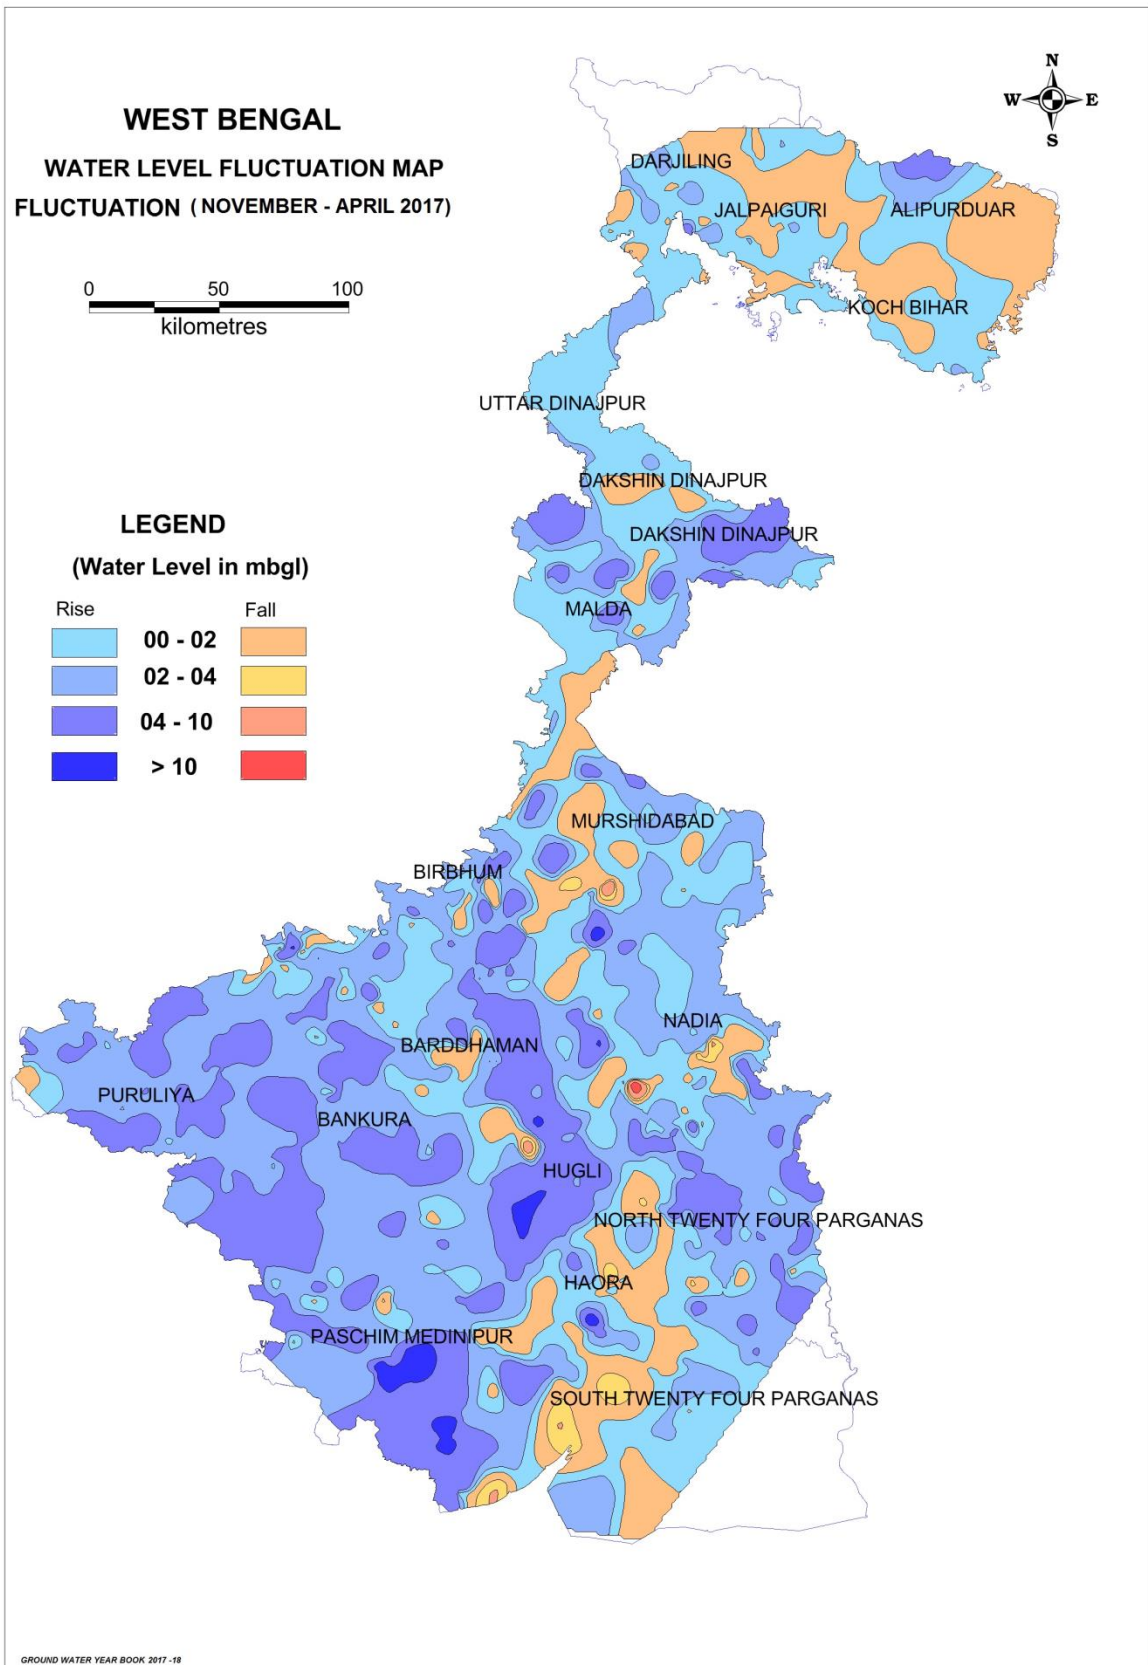 WEST BENGAL
WATER LEVEL FLUCTUATION MAP
FLUCTUATION ( NOVEMBER - APRIL 2017)
N
W E
S
0 50 100
kilometres
DARJILING
JALPAIGURI
ALIPURDUAR
KOCH BIHAR
UTTAR DINAJPUR
DAKSHIN DINAJPUR
DAKSHIN DINAJPUR
MALDA
LEGEND
(Water Level in mbgl)
Rise Fall
00 - 02
02 - 04
04 - 10
> 10
MURSHIDABAD
BIRBHUM
NADIA
BARDDHAMAN
PURULIYA
BANKURA
HUGLI
NORTH TWENTY FOUR PARGANAS
HAORA
PASCHIM MEDINIPUR
SOUTH TWENTY FOUR PARGANAS
GROUND WATER YEAR BOOK 2017 -18